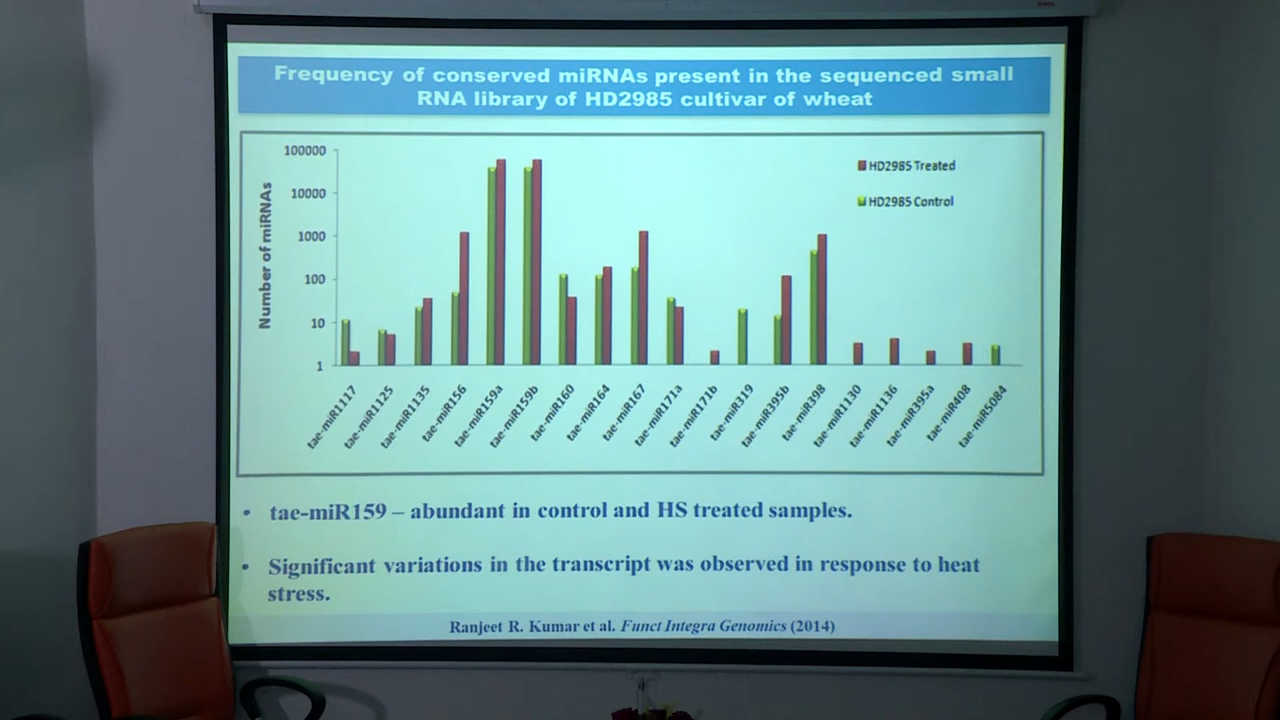 Frequency of conserved miRNAs present in the sequenced small
RNA library of HD2985 cultivar of wheat
Number of miRNAs
100000
10000
1000
100
10
1
HD2985 Treated
HD2985 Control
tae-miR1117
tae-miR1125
tae-miR1135
tae-miR156
tae-miR159a
tae-miR159b
tae-miR160
tae-miR164
tae-miR167
tae-miR171a
tae-miR171b
tae-miR319
tae-miR395b
tae-miR398
tae-miR1130
tae-miR1136
tae-miR395a
tae-miR408
tae-miR5084
• tae-miR159 – abundant in control and HS treated samples.
• Significant variations in the transcript was observed in response to heat
stress.
Ranjeet R. Kumar et al. Funct Integra Genomics (2014)